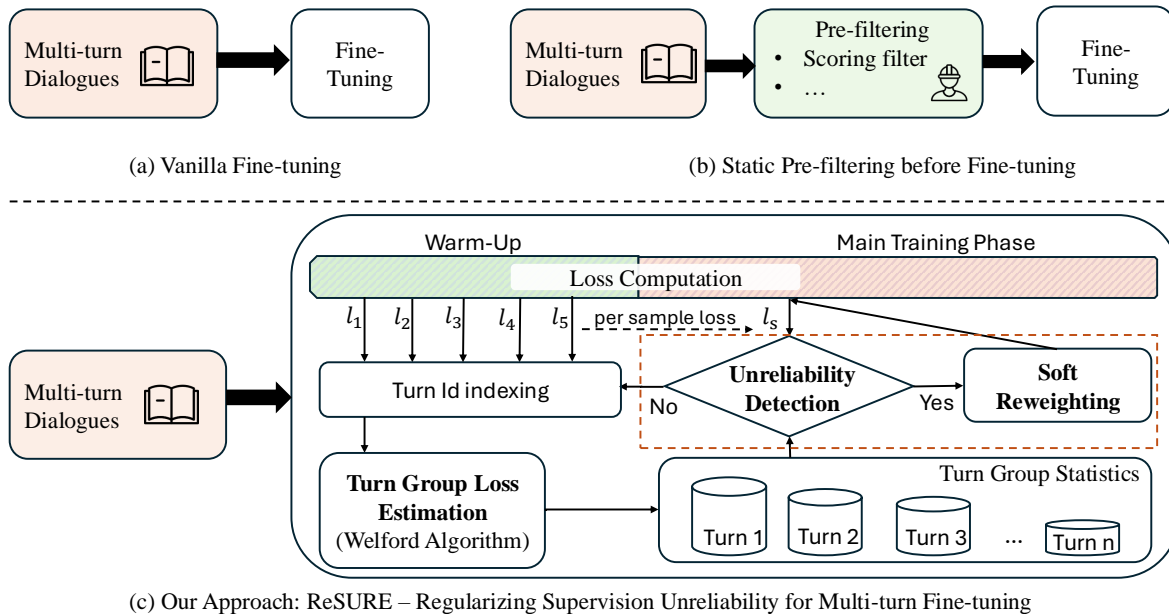 Multi-turn
Dialogues
Fine-
Tuning
(a) Vanilla Fine-tuning
Multi-turn
Dialogues
Pre-filtering
• Scoring filter
• …
Fine-
Tuning
(b) Static Pre-filtering before Fine-tuning
Multi-turn
Dialogues
Warm-Up
Main Training Phase
Loss Computation
l₁ l₂ l₃ l₄ l₅ per sample loss lₛ
Turn Id indexing
No
Unreliability
Detection
Yes
Soft
Reweighting
Turn Group Loss
Estimation
(Welford Algorithm)
Turn Group Statistics
Turn 1 Turn 2 Turn 3 ... Turn n
(c) Our Approach: ReSURE – Regularizing Supervision Unreliability for Multi-turn Fine-tuning